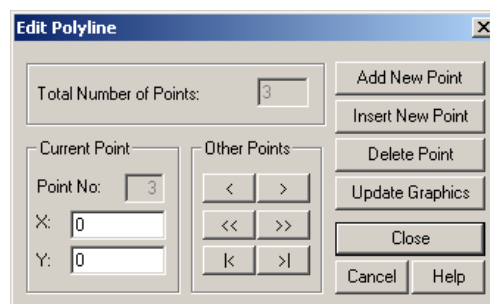 Edit Polyline
Total Number of Points: 3
Add New Point
Insert New Point
Delete Point
Update Graphics
Current Point
Point No: 3
X: 0
Y: 0
Other Points
< >
<< >>
|< >|
Close
Cancel Help